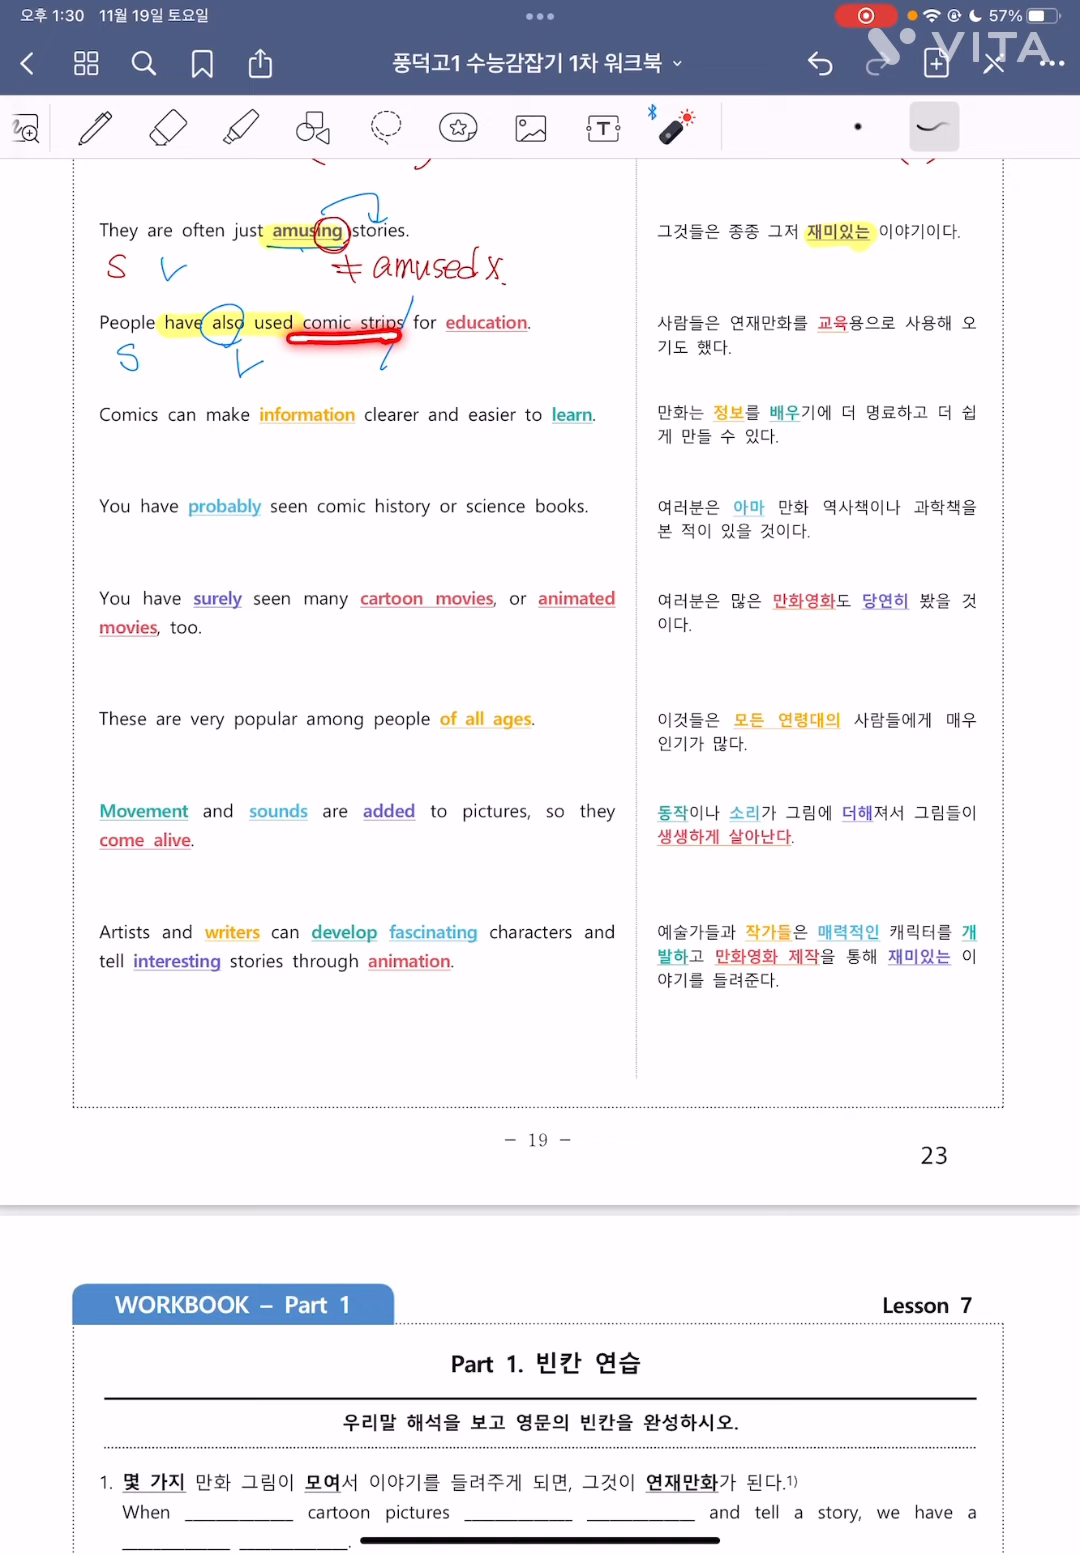 오후 1:30 11월 19일 토요일
57%
풍덕고1 수능감잡기 1차 워크북
VITA
They are often just amusing stories.
그것들은 종종 그저 재미있는 이야기이다.
S V ≠ amused X.
People have also used comic strips for education.
사람들은 연재만화를 교육용으로 사용해 오
기도 했다.
S V
Comics can make information clearer and easier to learn.
만화는 정보를 배우기에 더 명료하고 더 쉽
게 만들 수 있다.
You have probably seen comic history or science books.
여러분은 아마 만화 역사책이나 과학책을
본 적이 있을 것이다.
You have surely seen many cartoon movies, or animated
movies, too.
여러분은 많은 만화영화도 당연히 봤을 것
이다.
These are very popular among people of all ages.
이것들은 모든 연령대의 사람들에게 매우
인기가 많다.
Movement and sounds are added to pictures, so they
come alive.
동작이나 소리가 그림에 더해져서 그림들이
생생하게 살아난다.
Artists and writers can develop fascinating characters and
tell interesting stories through animation.
예술가들과 작가들은 매력적인 캐릭터를 개
발하고 만화영화 제작을 통해 재미있는 이
야기를 들려준다.
- 19 -
23
WORKBOOK – Part 1
Lesson 7
Part 1. 빈칸 연습
우리말 해석을 보고 영문의 빈칸을 완성하시오.
1. 몇 가지 만화 그림이 모여서 이야기를 들려주게 되면, 그것이 연재만화가 된다.1)
When ____________ cartoon pictures ____________ ____________ and tell a story, we have a
____________ ____________.